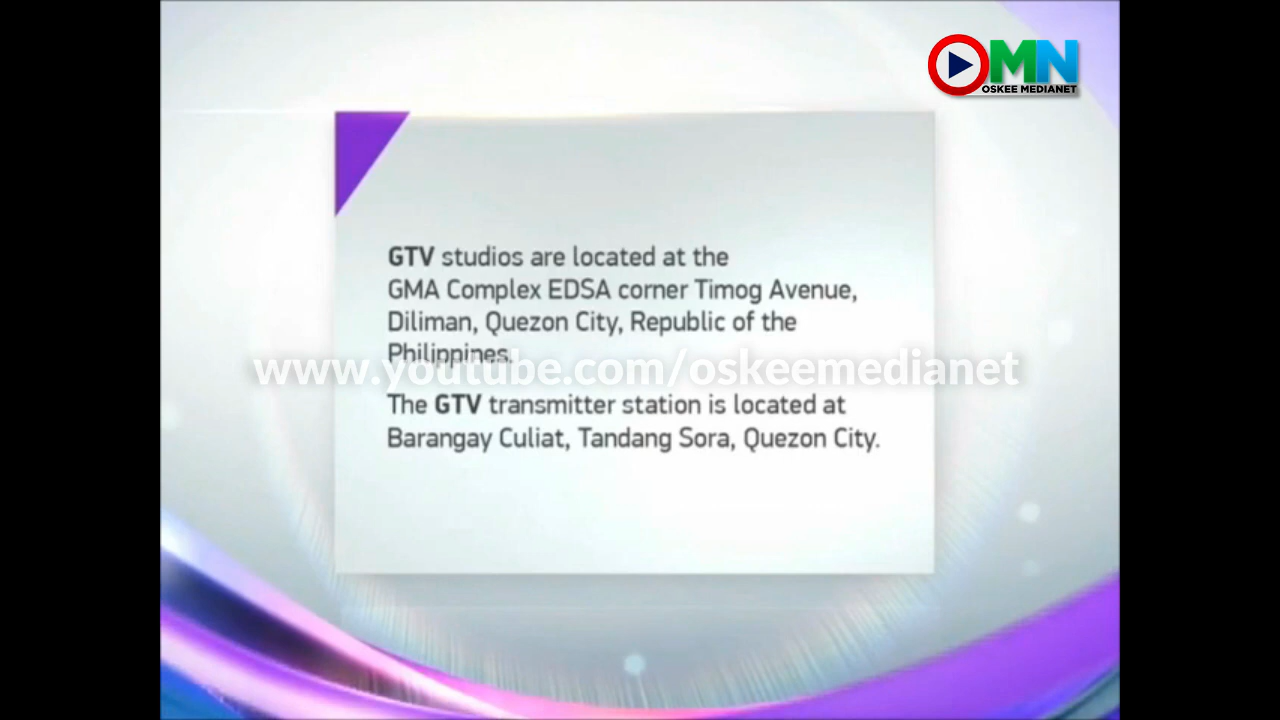 OMN
OSKEE MEDIANET
GTV studios are located at the
GMA Complex EDSA corner Timog Avenue,
Diliman, Quezon City, Republic of the
Philippines.
www.youtube.com/oskeemedianet
The GTV transmitter station is located at
Barangay Culiat, Tandang Sora, Quezon City.